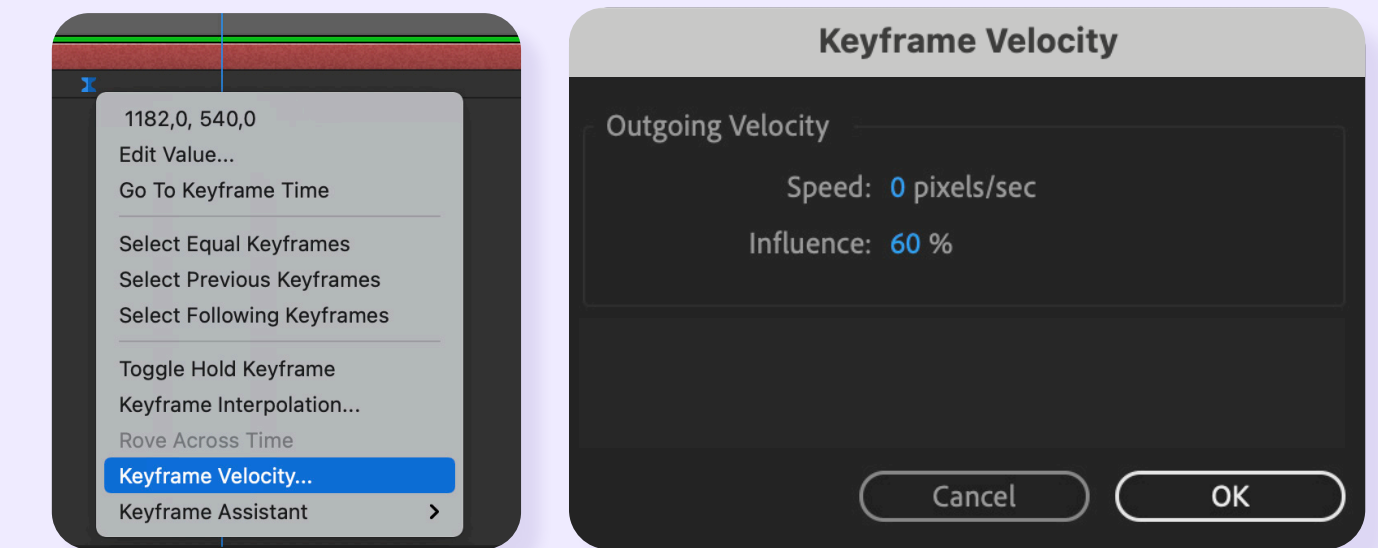 1182,0, 540,0
Edit Value...
Go To Keyframe Time
Select Equal Keyframes
Select Previous Keyframes
Select Following Keyframes
Toggle Hold Keyframe
Keyframe Interpolation...
Rove Across Time
Keyframe Velocity...
Keyframe Assistant
Keyframe Velocity
Outgoing Velocity
Speed: 0 pixels/sec
Influence: 60 %
Cancel OK